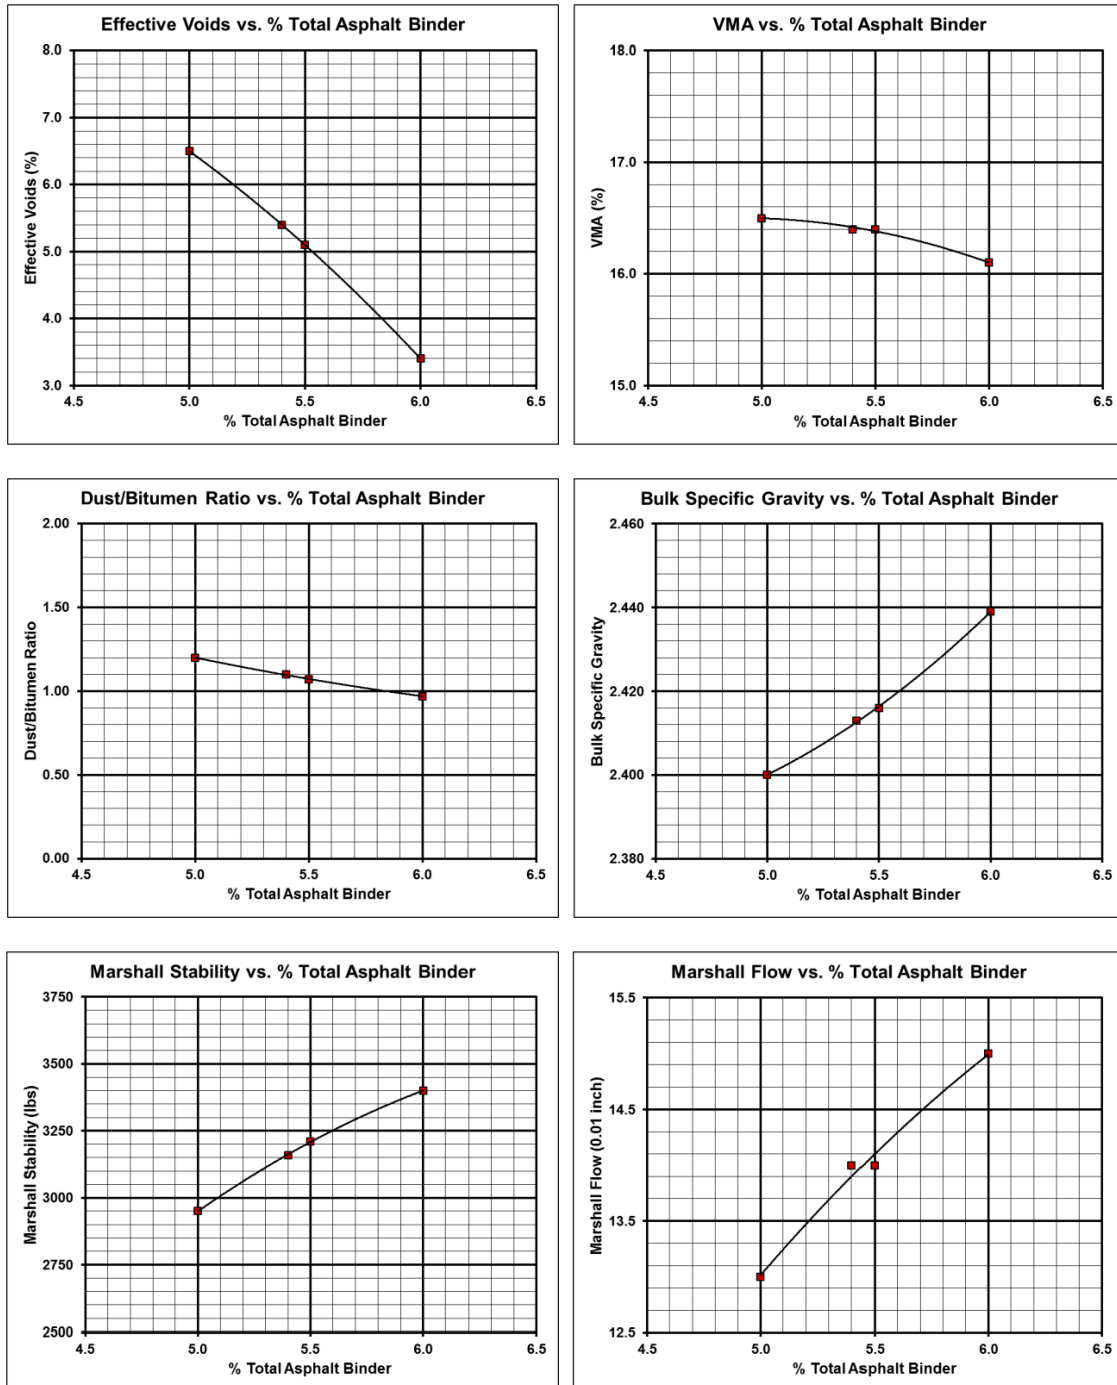 Effective Voids vs. % Total Asphalt Binder
8.0
7.0
6.0
5.0
4.0
3.0
Effective Voids (%)
4.5 5.0 5.5 6.0 6.5
% Total Asphalt Binder
VMA vs. % Total Asphalt Binder
18.0
17.0
16.0
15.0
VMA (%)
4.5 5.0 5.5 6.0 6.5
% Total Asphalt Binder
Dust/Bitumen Ratio vs. % Total Asphalt Binder
2.00
1.50
1.00
0.50
0.00
Dust/Bitumen Ratio
4.5 5.0 5.5 6.0 6.5
% Total Asphalt Binder
Bulk Specific Gravity vs. % Total Asphalt Binder
2.460
2.440
2.420
2.400
2.380
Bulk Specific Gravity
4.5 5.0 5.5 6.0 6.5
% Total Asphalt Binder
Marshall Stability vs. % Total Asphalt Binder
3750
3500
3250
3000
2750
2500
Marshall Stability (lbs)
4.5 5.0 5.5 6.0 6.5
% Total Asphalt Binder
Marshall Flow vs. % Total Asphalt Binder
15.5
14.5
13.5
12.5
Marshall Flow (0.01 inch)
4.5 5.0 5.5 6.0 6.5
% Total Asphalt Binder